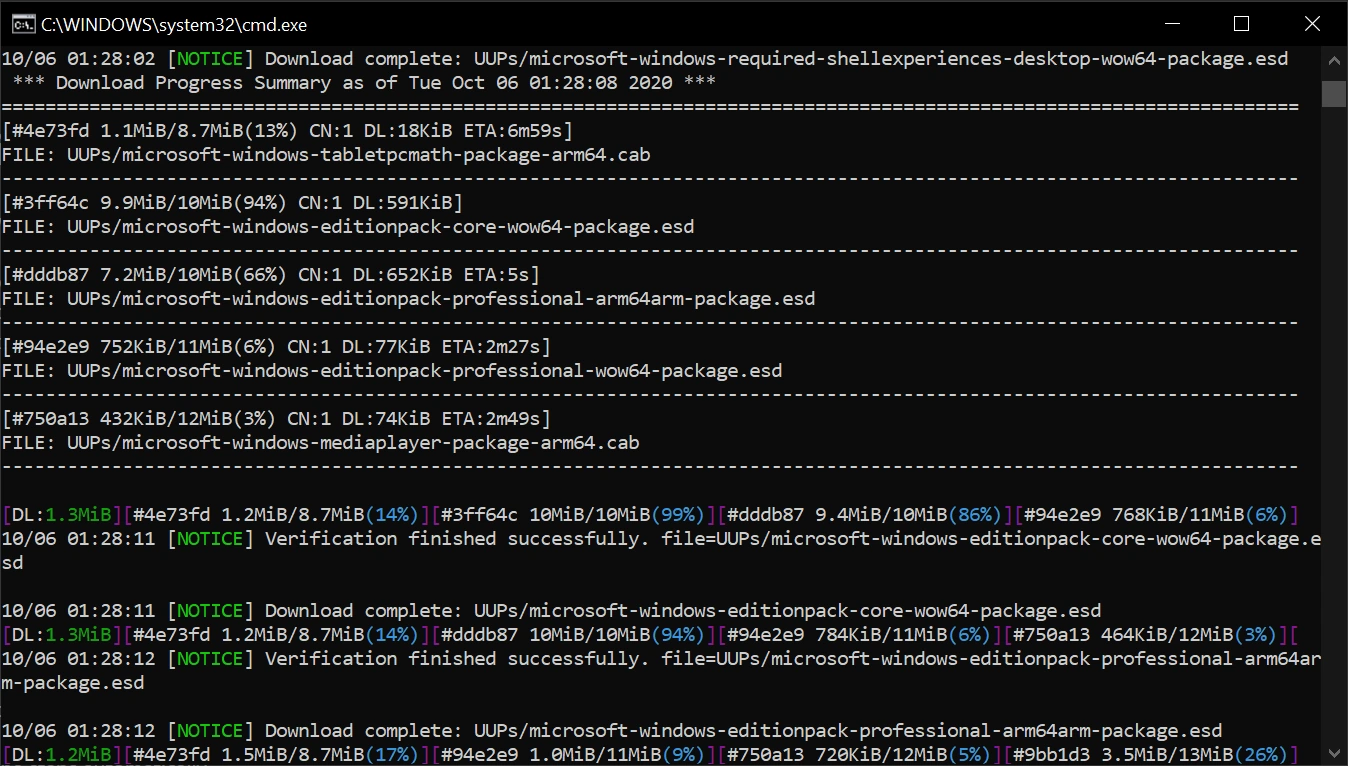 C:\WINDOWS\system32\cmd.exe
10/06 01:28:02 [NOTICE] Download complete: UUPs/microsoft-windows-required-shellexperiences-desktop-wow64-package.esd
*** Download Progress Summary as of Tue Oct 06 01:28:08 2020 ***
======================================================================================================================
[#4e73fd 1.1MiB/8.7MiB(13%) CN:1 DL:18KiB ETA:6m59s]
FILE: UUPs/microsoft-windows-tabletpcmath-package-arm64.cab
----------------------------------------------------------------------------------------------------------------------
[#3ff64c 9.9MiB/10MiB(94%) CN:1 DL:591KiB]
FILE: UUPs/microsoft-windows-editionpack-core-wow64-package.esd
----------------------------------------------------------------------------------------------------------------------
[#dddb87 7.2MiB/10MiB(66%) CN:1 DL:652KiB ETA:5s]
FILE: UUPs/microsoft-windows-editionpack-professional-arm64arm-package.esd
----------------------------------------------------------------------------------------------------------------------
[#94e2e9 752KiB/11MiB(6%) CN:1 DL:77KiB ETA:2m27s]
FILE: UUPs/microsoft-windows-editionpack-professional-wow64-package.esd
----------------------------------------------------------------------------------------------------------------------
[#750a13 432KiB/12MiB(3%) CN:1 DL:74KiB ETA:2m49s]
FILE: UUPs/microsoft-windows-mediaplayer-package-arm64.cab
----------------------------------------------------------------------------------------------------------------------
[DL:1.3MiB][#4e73fd 1.2MiB/8.7MiB(14%)][#3ff64c 10MiB/10MiB(99%)][#dddb87 9.4MiB/10MiB(86%)][#94e2e9 768KiB/11MiB(6%)]
10/06 01:28:11 [NOTICE] Verification finished successfully. file=UUPs/microsoft-windows-editionpack-core-wow64-package.e
sd
10/06 01:28:11 [NOTICE] Download complete: UUPs/microsoft-windows-editionpack-core-wow64-package.esd
[DL:1.3MiB][#4e73fd 1.2MiB/8.7MiB(14%)][#dddb87 10MiB/10MiB(94%)][#94e2e9 784KiB/11MiB(6%)][#750a13 464KiB/12MiB(3%)][
10/06 01:28:12 [NOTICE] Verification finished successfully. file=UUPs/microsoft-windows-editionpack-professional-arm64ar
m-package.esd
10/06 01:28:12 [NOTICE] Download complete: UUPs/microsoft-windows-editionpack-professional-arm64arm-package.esd
[DL:1.2MiB][#4e73fd 1.5MiB/8.7MiB(17%)][#94e2e9 1.0MiB/11MiB(9%)][#750a13 720KiB/12MiB(5%)][#9bb1d3 3.5MiB/13MiB(26%)]